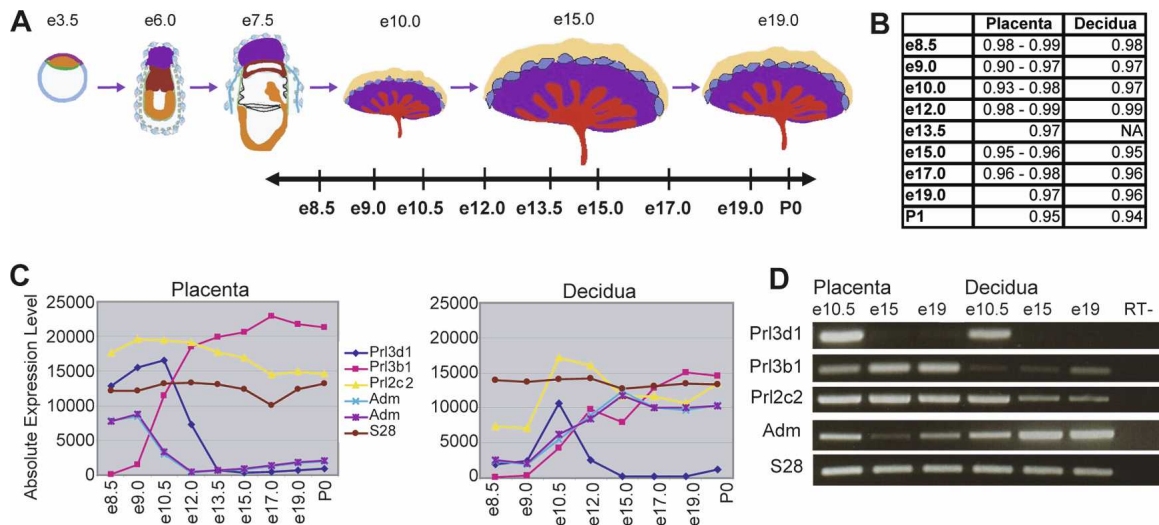 A
e3.5 e6.0 e7.5 e10.0 e15.0 e19.0
e8.5 e9.0 e10.5 e12.0 e13.5 e15.0 e17.0 e19.0 P0
B
Placenta Decidua
e8.5 0.98 - 0.99 0.98
e9.0 0.90 - 0.97 0.97
e10.0 0.93 - 0.98 0.97
e12.0 0.98 - 0.99 0.99
e13.5 0.97 NA
e15.0 0.95 - 0.96 0.95
e17.0 0.96 - 0.98 0.96
e19.0 0.97 0.96
P1 0.95 0.94
C
Placenta
Absolute Expression Level
25000
20000
15000
10000
5000
0
e8.5 e9.0 e10.5 e12.0 e13.5 e15.0 e17.0 e19.0 P0
Prl3d1
Prl3b1
Prl2c2
Adm
Adm
S28
Decidua
25000
20000
15000
10000
5000
0
e8.5 e9.0 e10.5 e12.0 e15.0 e17.0 e19.0 P0
D
Placenta Decidua
e10.5 e15 e19 e10.5 e15 e19 RT-
Prl3d1
Prl3b1
Prl2c2
Adm
S28